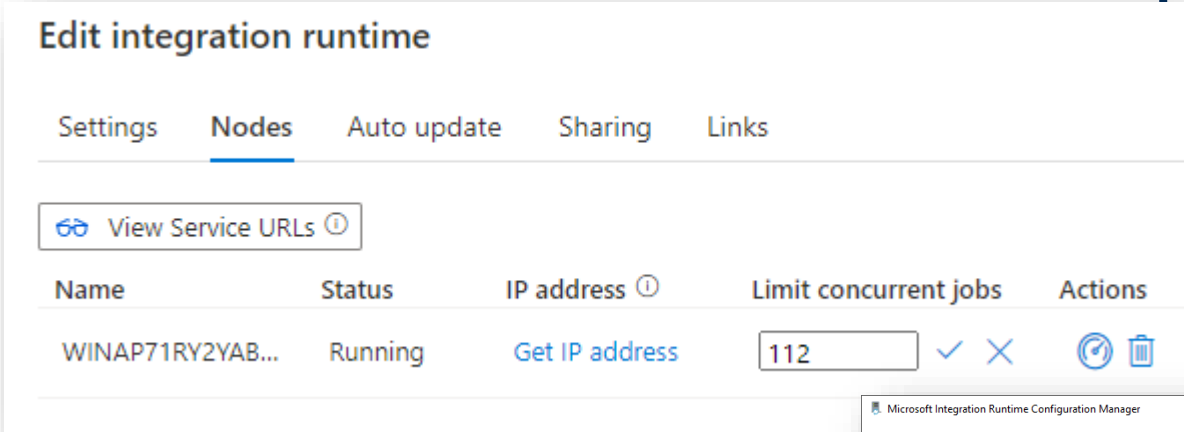 Edit integration runtime
Settings Nodes Auto update Sharing Links
View Service URLs
Name Status IP address Limit concurrent jobs Actions
WINAP71RY2YAB... Running Get IP address 112
Microsoft Integration Runtime Configuration Manager